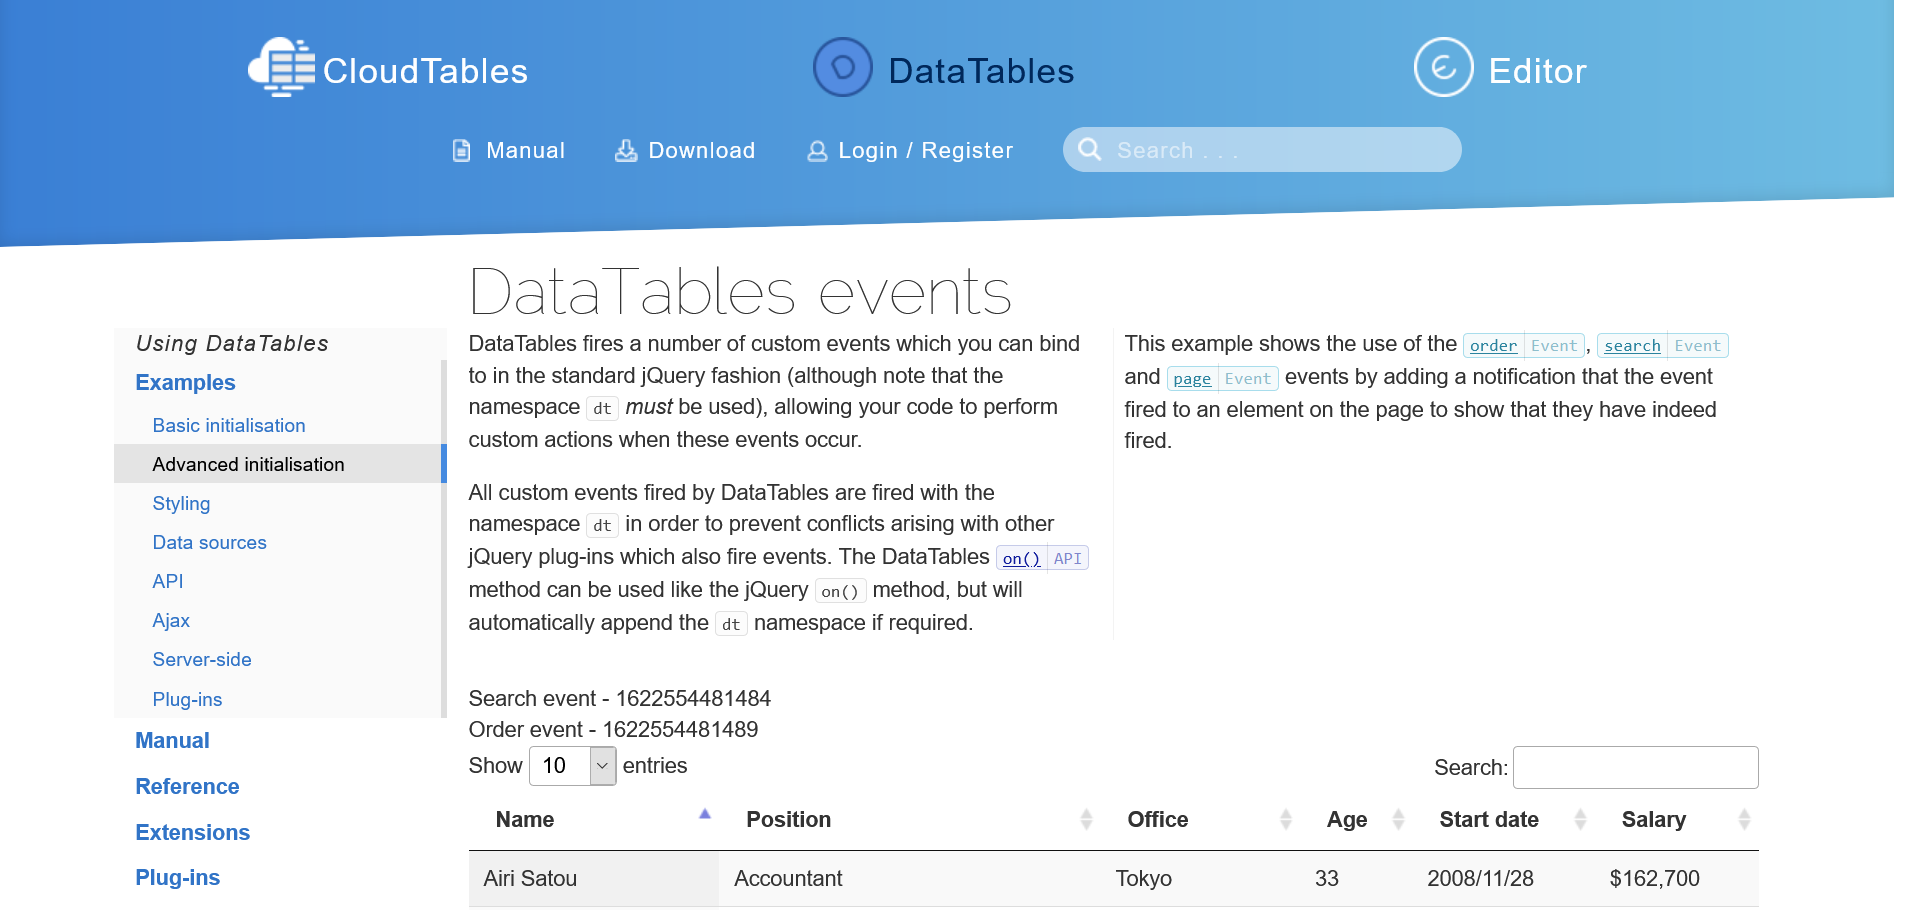 CloudTables
DataTables
Editor
Manual
Download
Login / Register
Search . . .
DataTables events
Using DataTables
Examples
Basic initialisation
Advanced initialisation
Styling
Data sources
API
Ajax
Server-side
Plug-ins
Manual
Reference
Extensions
Plug-ins
DataTables fires a number of custom events which you can bind
to in the standard jQuery fashion (although note that the
namespace dt must be used), allowing your code to perform
custom actions when these events occur.
All custom events fired by DataTables are fired with the
namespace dt in order to prevent conflicts arising with other
jQuery plug-ins which also fire events. The DataTables on() API
method can be used like the jQuery on() method, but will
automatically append the dt namespace if required.
This example shows the use of the order Event, search Event
and page Event events by adding a notification that the event
fired to an element on the page to show that they have indeed
fired.
Search event - 1622554481484
Order event - 1622554481489
Show 10 entries
Search:
Name Position Office Age Start date Salary
Airi Satou Accountant Tokyo 33 2008/11/28 $162,700